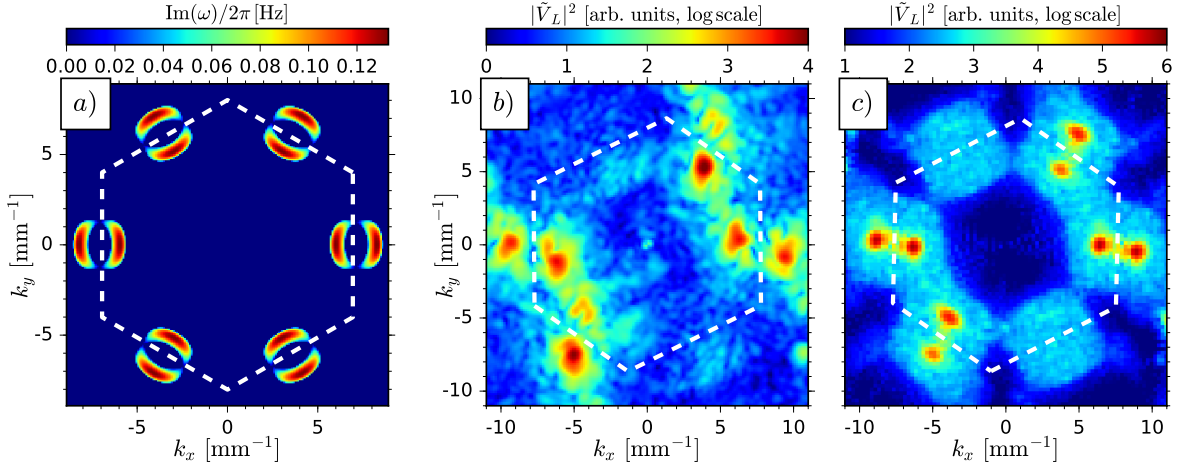 Im(ω)/2π [Hz]
0.00 0.02 0.04 0.06 0.08 0.10 0.12
a)
5
0
-5
k_y [mm⁻¹]
-5 0 5
k_x [mm⁻¹]
|Ṽ_L|² [arb. units, log scale]
0 1 2 3 4
b)
10
5
0
-5
-10
k_y [mm⁻¹]
-10 -5 0 5 10
k_x [mm⁻¹]
|Ṽ_L|² [arb. units, log scale]
1 2 3 4 5 6
c)
-10 -5 0 5 10
k_x [mm⁻¹]